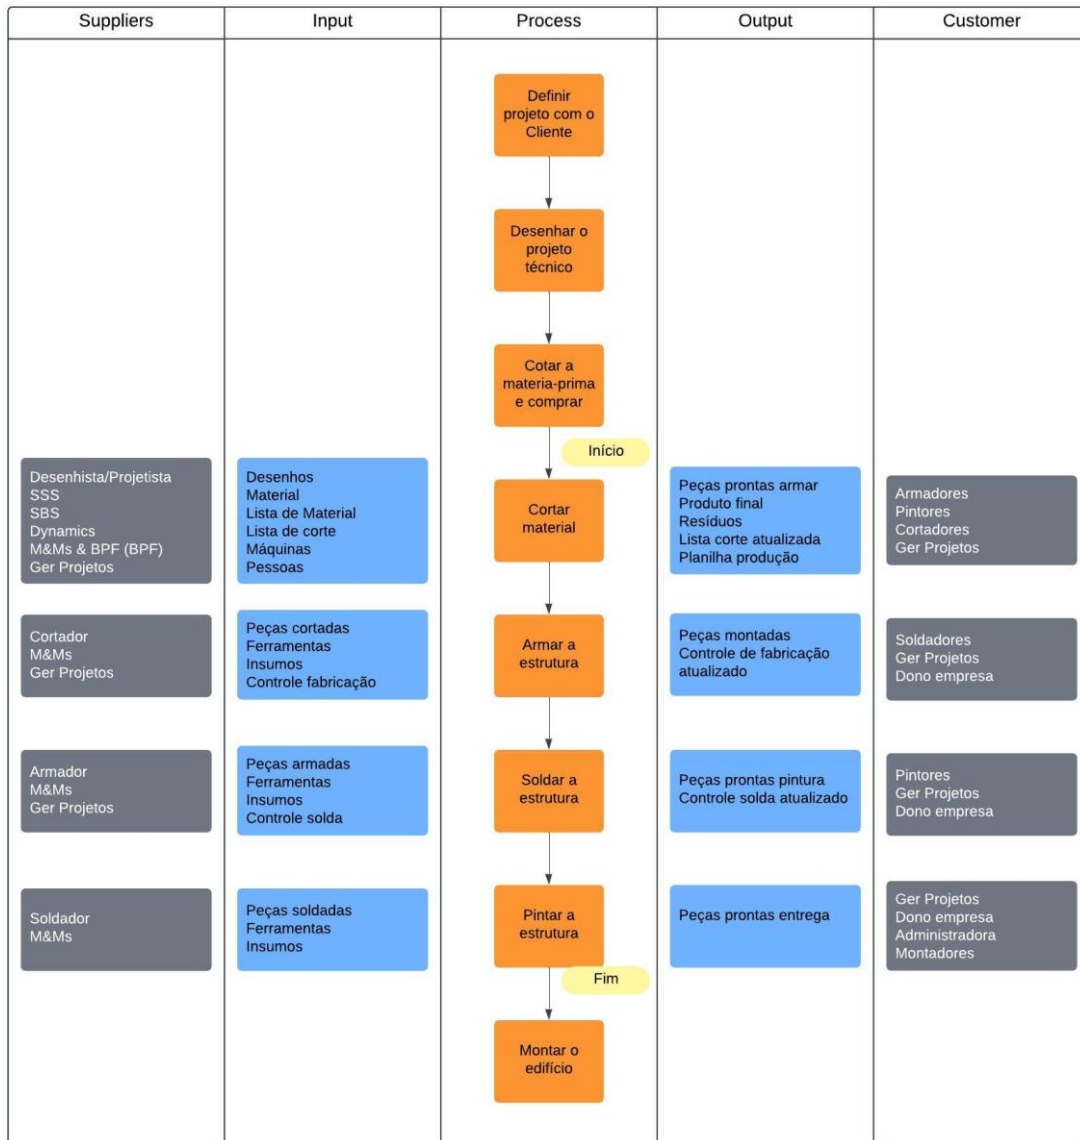 Suppliers
Input
Process
Output
Customer
Definir
projeto com o
Cliente
Desenhar o
projeto
técnico
Cotar a
materia-prima
e comprar
Início
Desenhista/Projetista
SSS
SBS
Dynamics
M&Ms & BPF (BPF)
Ger Projetos
Desenhos
Material
Lista de Material
Lista de corte
Máquinas
Pessoas
Cortar
material
Peças prontas armar
Produto final
Resíduos
Lista corte atualizada
Planilha produção
Armadores
Pintores
Cortadores
Ger Projetos
Cortador
M&Ms
Ger Projetos
Peças cortadas
Ferramentas
Insumos
Controle fabricação
Armar a
estrutura
Peças montadas
Controle de fabricação
atualizado
Soldadores
Ger Projetos
Dono empresa
Armador
M&Ms
Ger Projetos
Peças armadas
Ferramentas
Insumos
Controle solda
Soldar a
estrutura
Peças prontas pintura
Controle solda atualizado
Pintores
Ger Projetos
Dono empresa
Soldador
M&Ms
Peças soldadas
Ferramentas
Insumos
Pintar a
estrutura
Peças prontas entrega
Ger Projetos
Dono empresa
Administradora
Montadores
Fim
Montar o
edifício